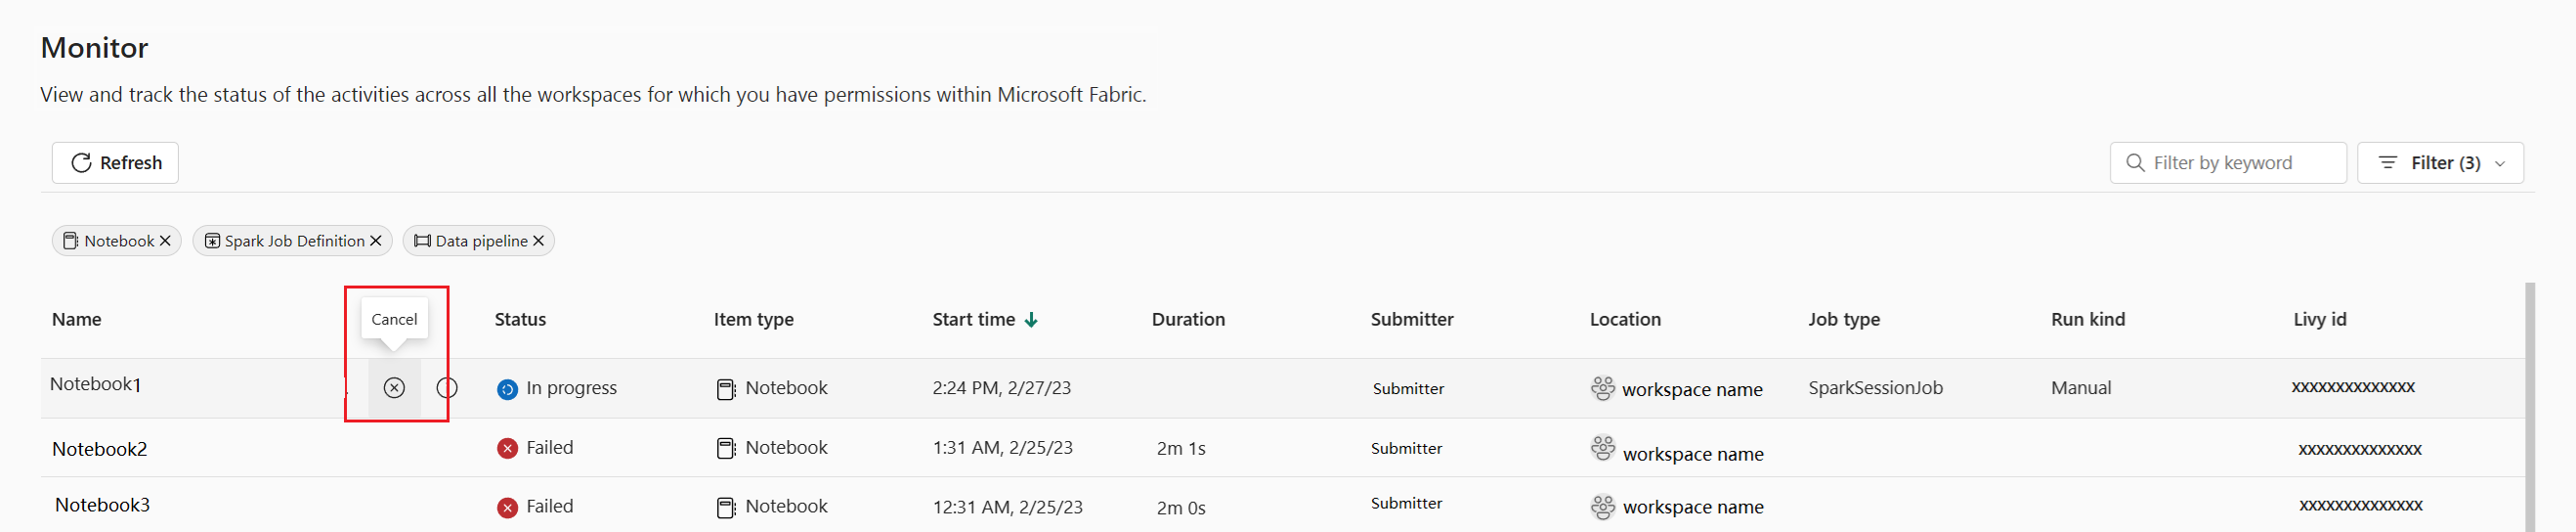 Monitor
View and track the status of the activities across all the workspaces for which you have permissions within Microsoft Fabric.
Refresh Filter by keyword Filter (3)
Notebook Spark Job Definition Data pipeline
Name Cancel Status Item type Start time Duration Submitter Location Job type Run kind Livy id
Notebook1 In progress Notebook 2:24 PM, 2/27/23 Submitter workspace name SparkSessionJob Manual xxxxxxxxxxxxxx
Notebook2 Failed Notebook 1:31 AM, 2/25/23 2m 1s Submitter workspace name xxxxxxxxxxxxxx
Notebook3 Failed Notebook 12:31 AM, 2/25/23 2m 0s Submitter workspace name xxxxxxxxxxxxxx